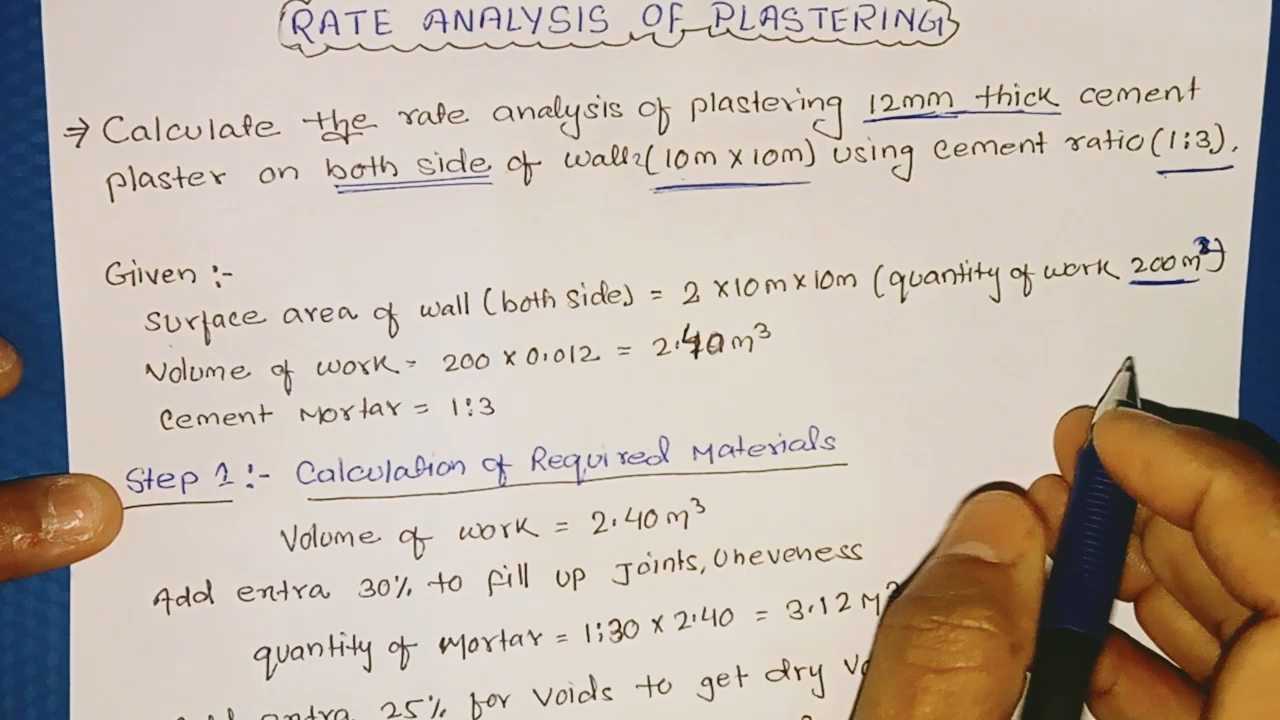 RATE ANALYSIS OF PLASTERING
⇒ Calculate the rate analysis of plastering 12mm thick cement
plaster on both side of wall (10m x 10m) using cement ratio (1:3).
Given :-
Surface area of wall (both side) = 2 x 10m x 10m (quantity of work 200m²)
Volume of work = 200 x 0.012 = 2.40m³
Cement Mortar = 1:3
Step 1 :- Calculation of Required Materials
Volume of work = 2.40m³
Add entra 30% to fill up Joints, Uneveness
quantity of Mortar = 1:30 x 2.40 = 3.12 M³
entra 25% for voids to get dry